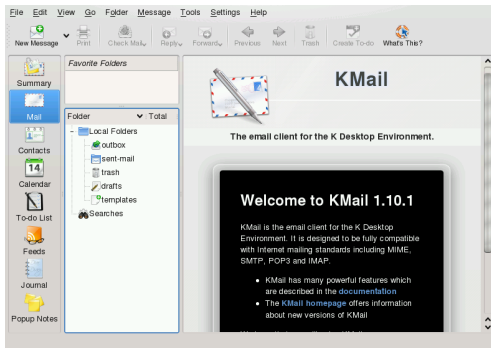 File Edit View Go Folder Message Tools Settings Help
New Message Print Check Mail Reply Forward Previous Next Trash Create To-do What's This?
Summary
Mail
Contacts
14
Calendar
To-do List
Feeds
Journal
Popup Notes
Favorite Folders
Folder Total
Local Folders
outbox
sent-mail
trash
drafts
templates
Searches
KMail
The email client for the K Desktop Environment.
Welcome to KMail 1.10.1
KMail is the email client for the K Desktop
Environment. It is designed to be fully compatible
with Internet mailing standards including MIME,
SMTP, POP3 and IMAP.
• KMail has many powerful features which
are described in the documentation
• The KMail homepage offers information
about new versions of KMail